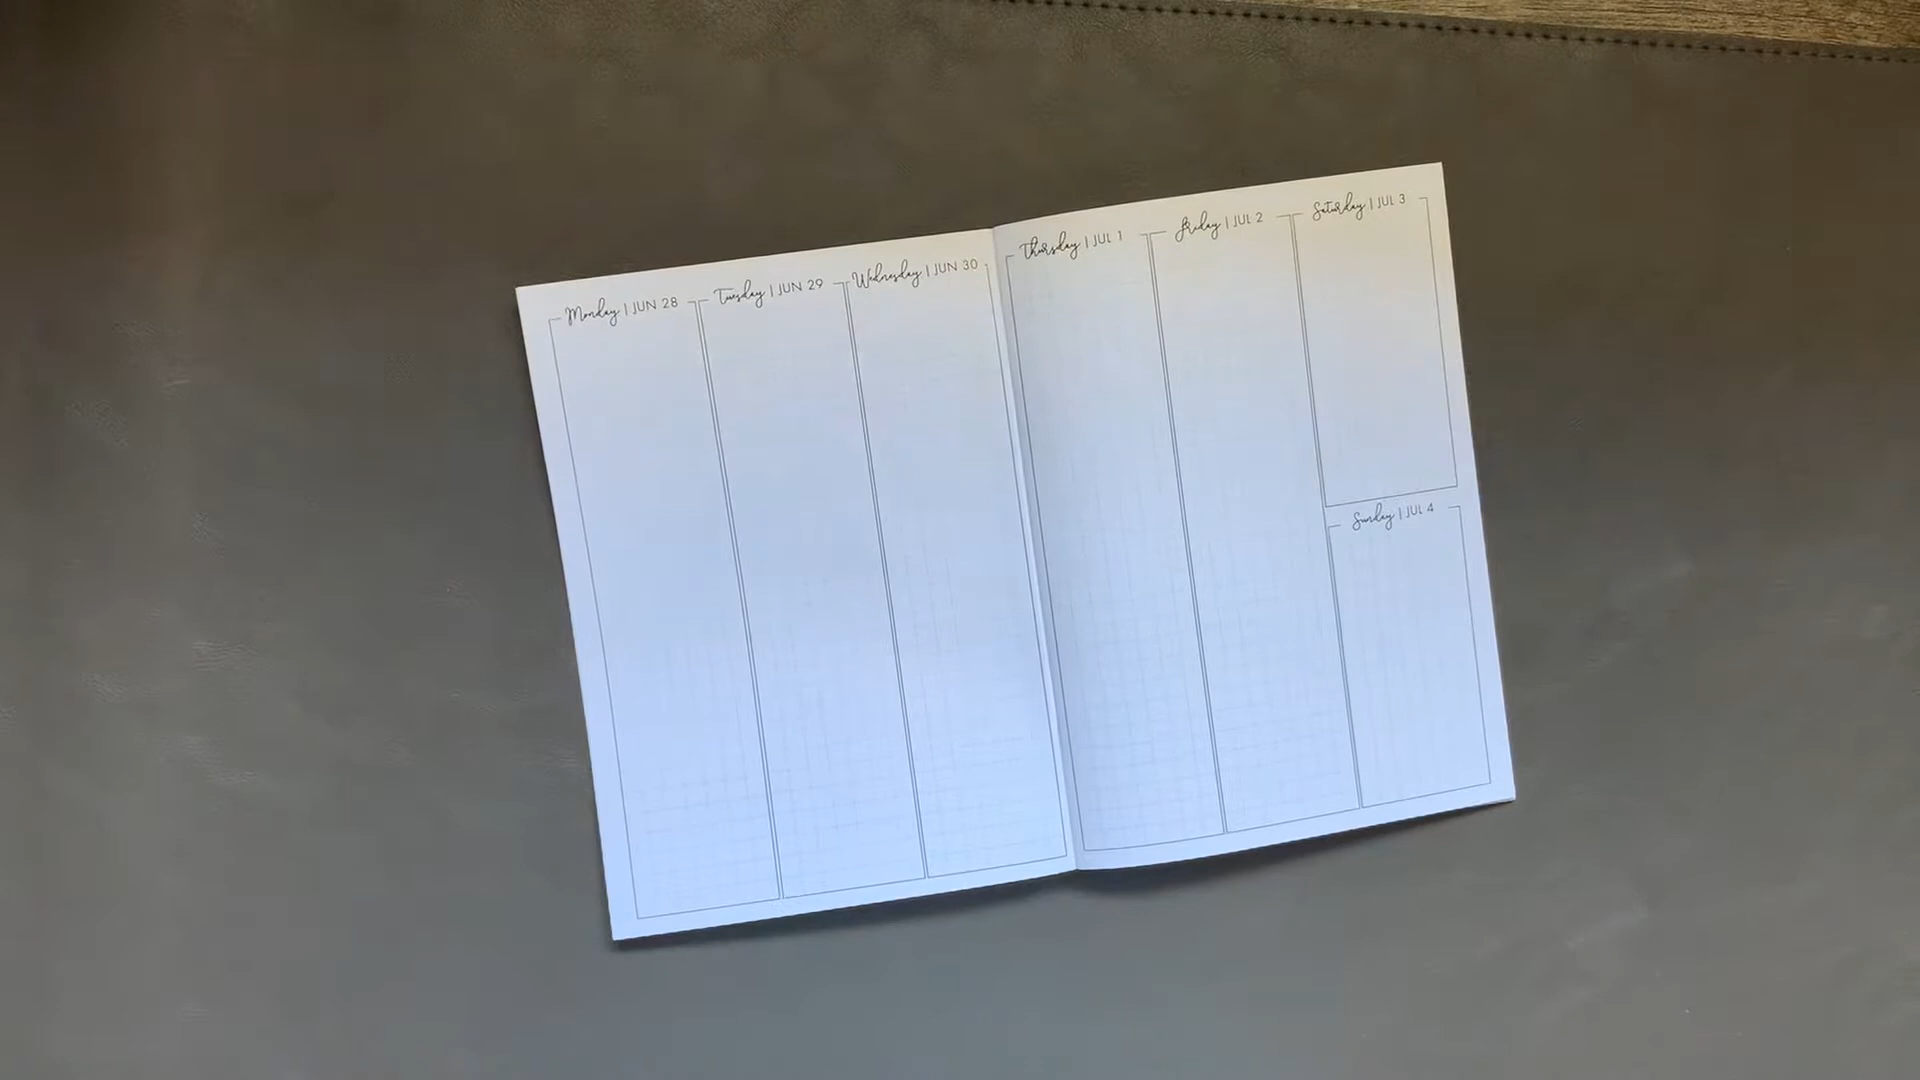 Monday | JUN 28
Tuesday | JUN 29
Wednesday | JUN 30
Thursday | JUL 1
Friday | JUL 2
Saturday | JUL 3
Sunday | JUL 4